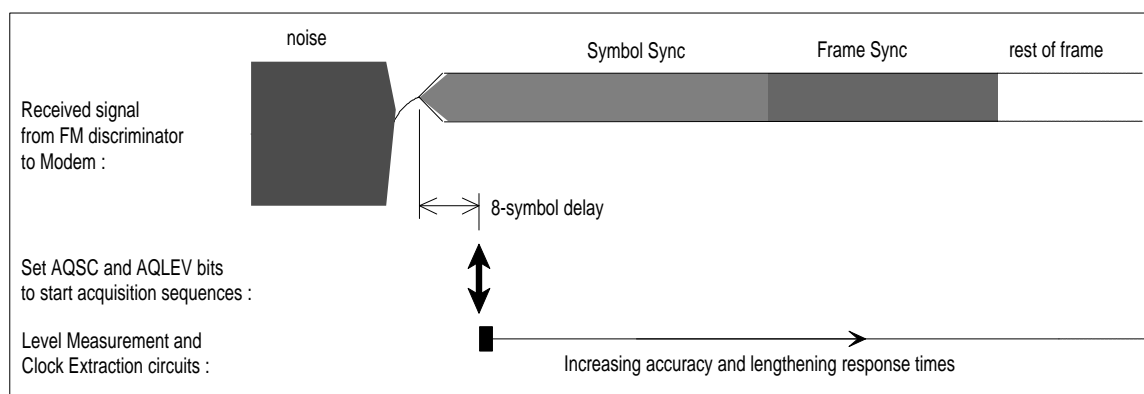 noise
Symbol Sync
Frame Sync
rest of frame
Received signal
from FM discriminator
to Modem :
8-symbol delay
Set AQSC and AQLEV bits
to start acquisition sequences :
Level Measurement and
Clock Extraction circuits :
Increasing accuracy and lengthening response times